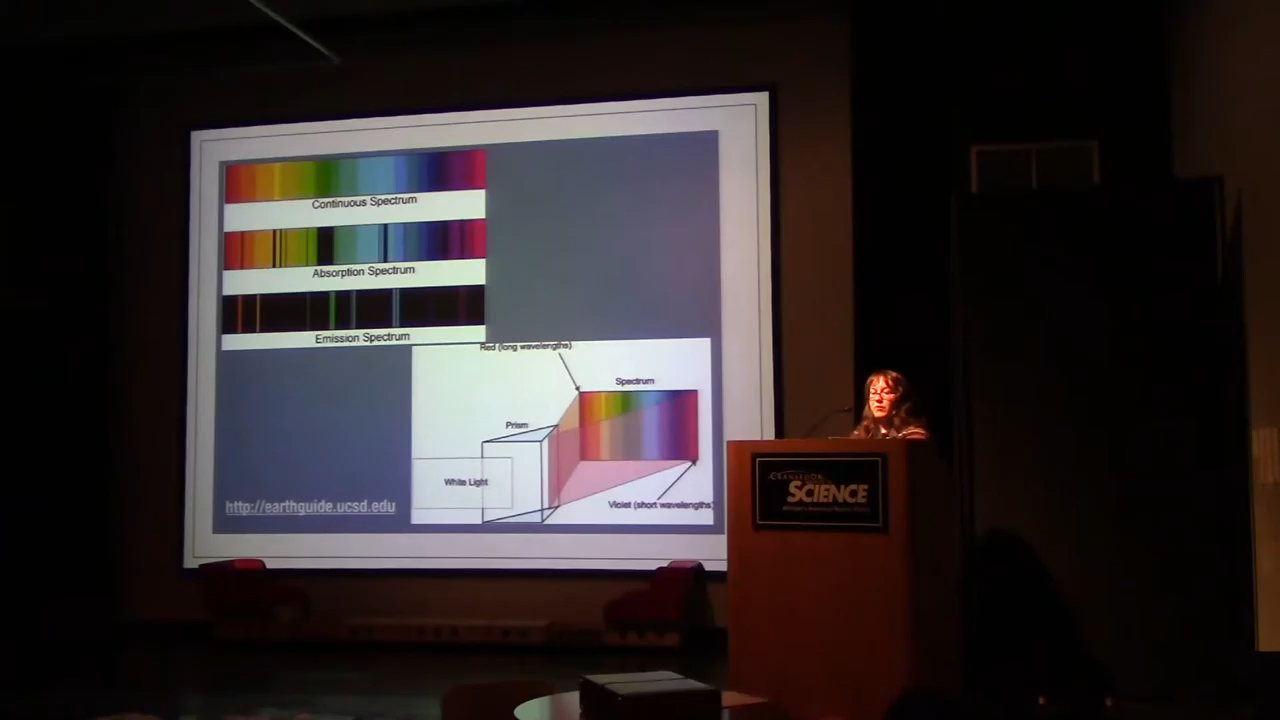 Continuous Spectrum
Absorption Spectrum
Emission Spectrum
Red (long wavelengths)
Spectrum
Prism
White Light
Violet (short wavelengths)
http://earthguide.ucsd.edu
CRANBROOK
SCIENCE